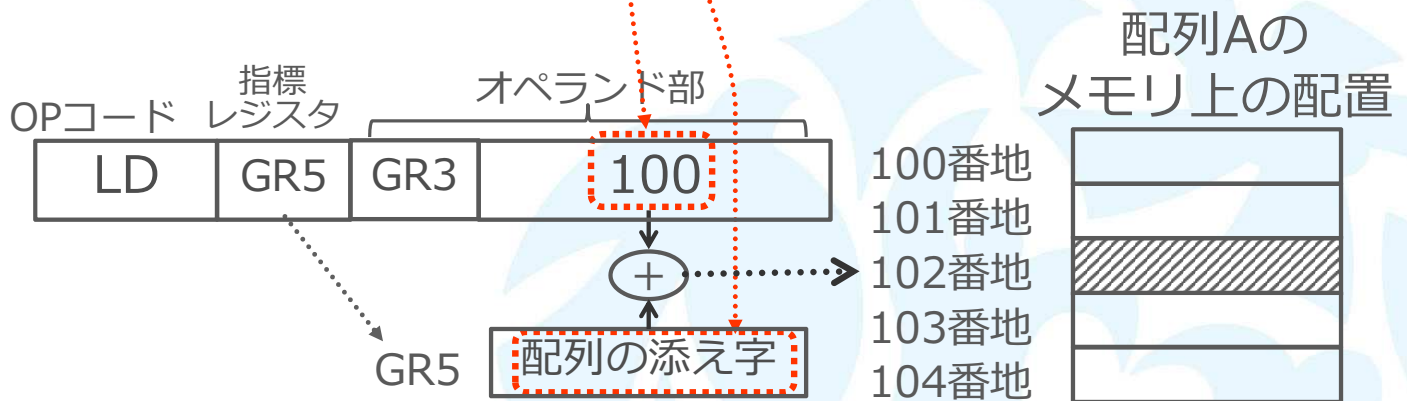 配列Aの
メモリ上の配置
指標
レジスタ
オペランド部
OPコード
LD
GR5
GR3
100
100番地
101番地
102番地
103番地
104番地
+
GR5
配列の添え字